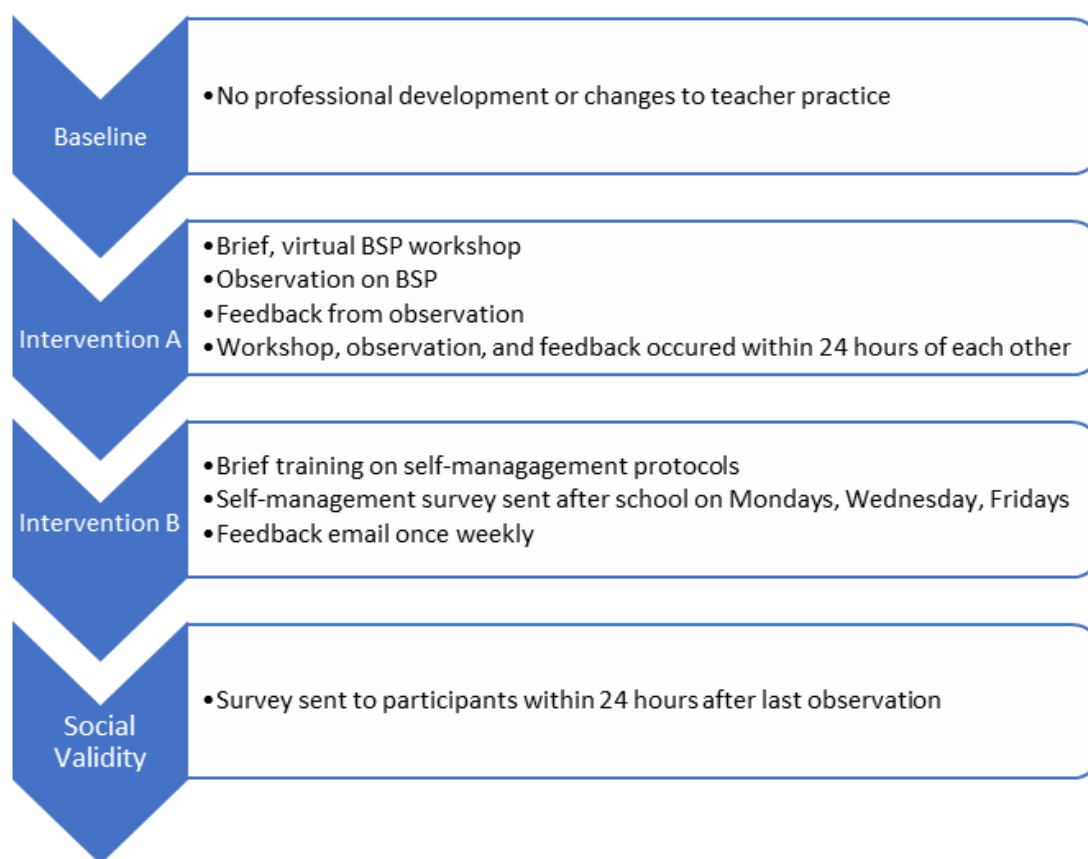 Baseline
•No professional development or changes to teacher practice
Intervention A
•Brief, virtual BSP workshop
•Observation on BSP
•Feedback from observation
•Workshop, observation, and feedback occured within 24 hours of each other
Intervention B
•Brief training on self-managagement protocols
•Self-management survey sent after school on Mondays, Wednesday, Fridays
•Feedback email once weekly
Social
Validity
•Survey sent to participants within 24 hours after last observation